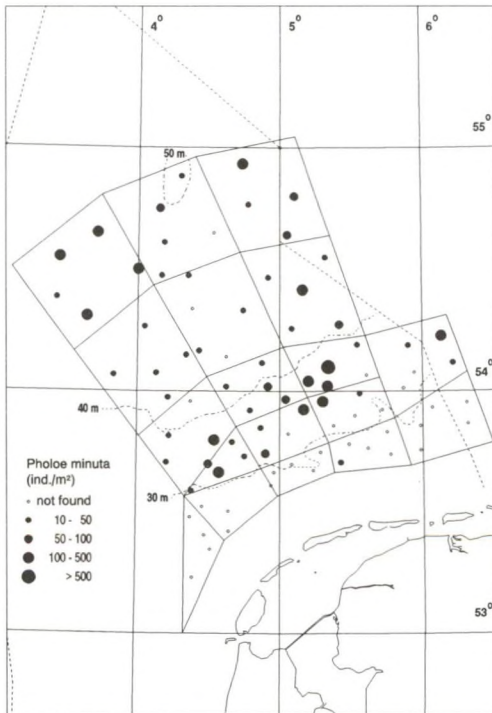 4° 5° 6°
55°
50 m
54°
40 m
Pholoe minuta
(ind./m²)
not found
10 - 50
50 - 100
100 - 500
> 500
30 m
53°